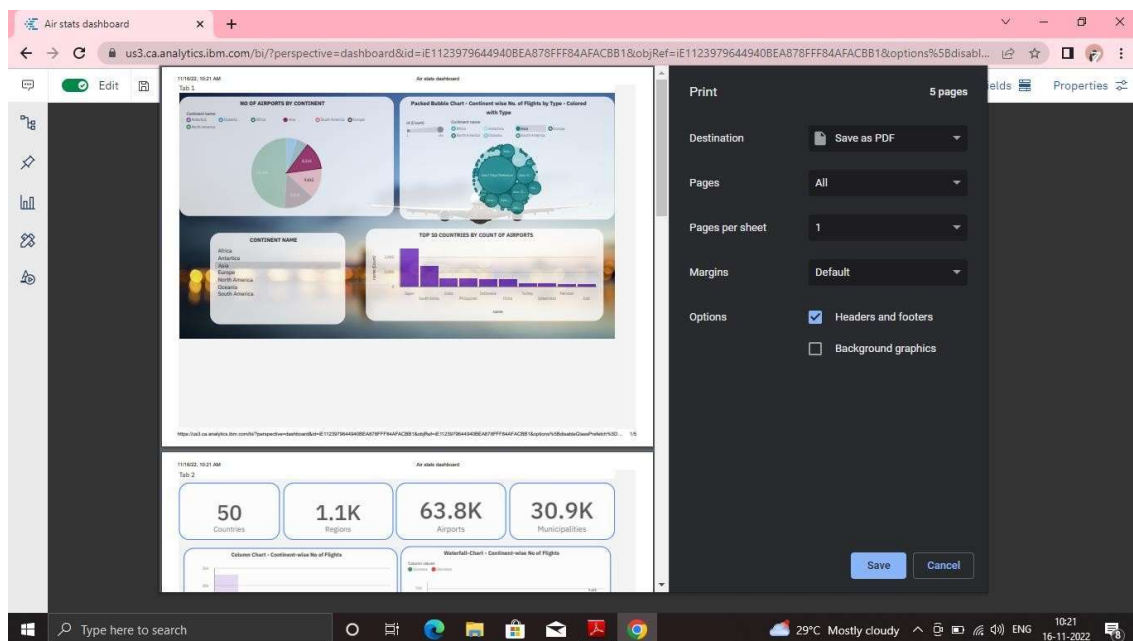 Air stats dashboard
us3.ca.analytics.ibm.com/bi/?perspective=dashboard&id=iE1123979644940BEA878FFF84AFACBB1&objRef=iE1123979644940BEA878FFF84AFACBB1&options%5Bdisabl...
Edit
ields
Properties
11/16/22, 10:21 AM
Air stats dashboard
Tab 1
NO OF AIRPORTS BY CONTINENT
Packed Bubble Chart - Continent wise No. of Flights by Type - Colored
with Type
CONTINENT NAME
Africa
Antartica
Asia
Europe
North America
Oceania
South America
TOP 10 COUNTRIES BY COUNT OF AIRPORTS
1/5
11/16/22, 10:21 AM
Air stats dashboard
Tab 2
50
Countries
1.1K
Regions
63.8K
Airports
30.9K
Municipalities
Column Chart - Continent-wise No of Flights
Waterfall-Chart - Continent-wise No of Flights
Print
5 pages
Destination
Save as PDF
Pages
All
Pages per sheet
1
Margins
Default
Options
Headers and footers
Background graphics
Save
Cancel
Type here to search
29°C Mostly cloudy
ENG
10:21
16-11-2022